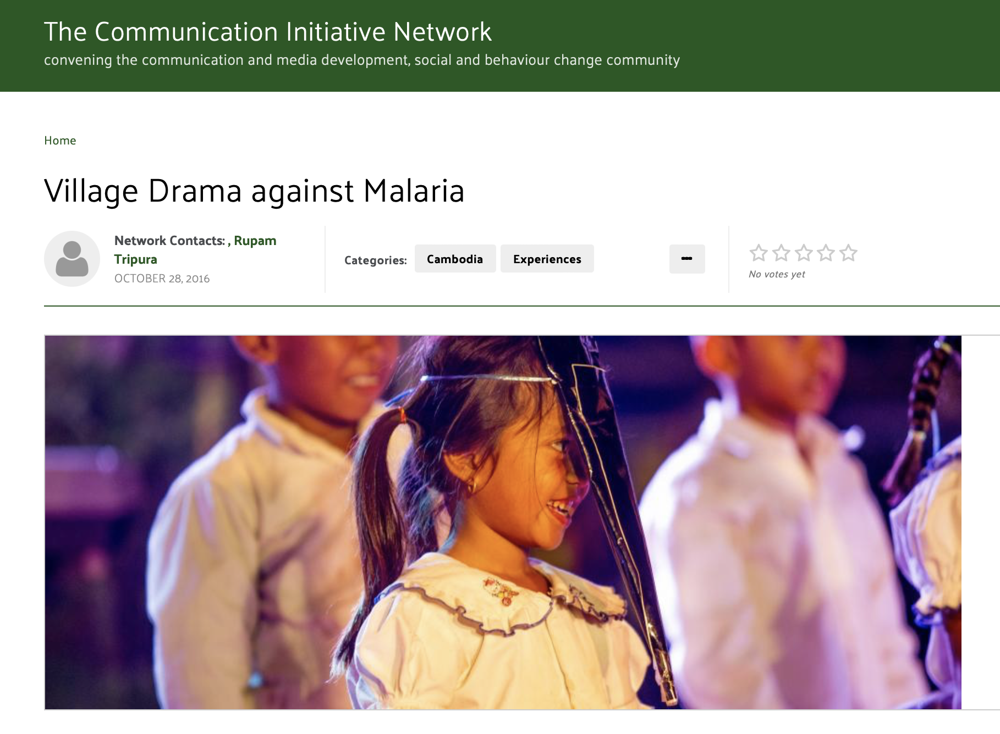 The Communication Initiative Network
convening the communication and media development, social and behaviour change community
Home
Village Drama against Malaria
Network Contacts: , Rupam
Tripura
OCTOBER 28, 2016
Categories:
Cambodia
Experiences
No votes yet